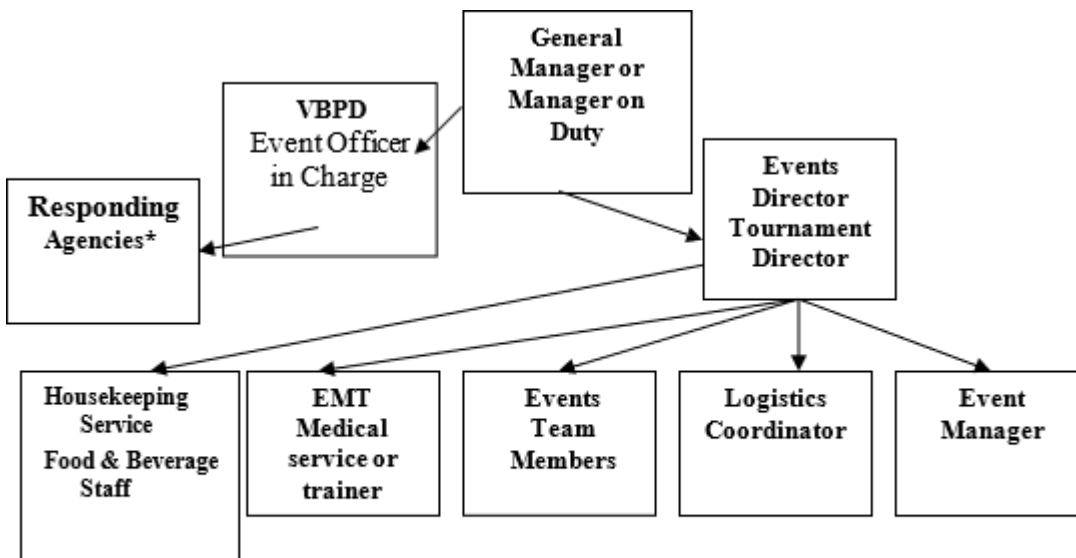 General
Manager or
Manager on
Duty
VBPD
Event Officer
in Charge
Responding
Agencies*
Events
Director
Tournament
Director
Housekeeping
Service
Food & Beverage
Staff
EMT
Medical
service or
trainer
Events
Team
Members
Logistics
Coordinator
Event
Manager